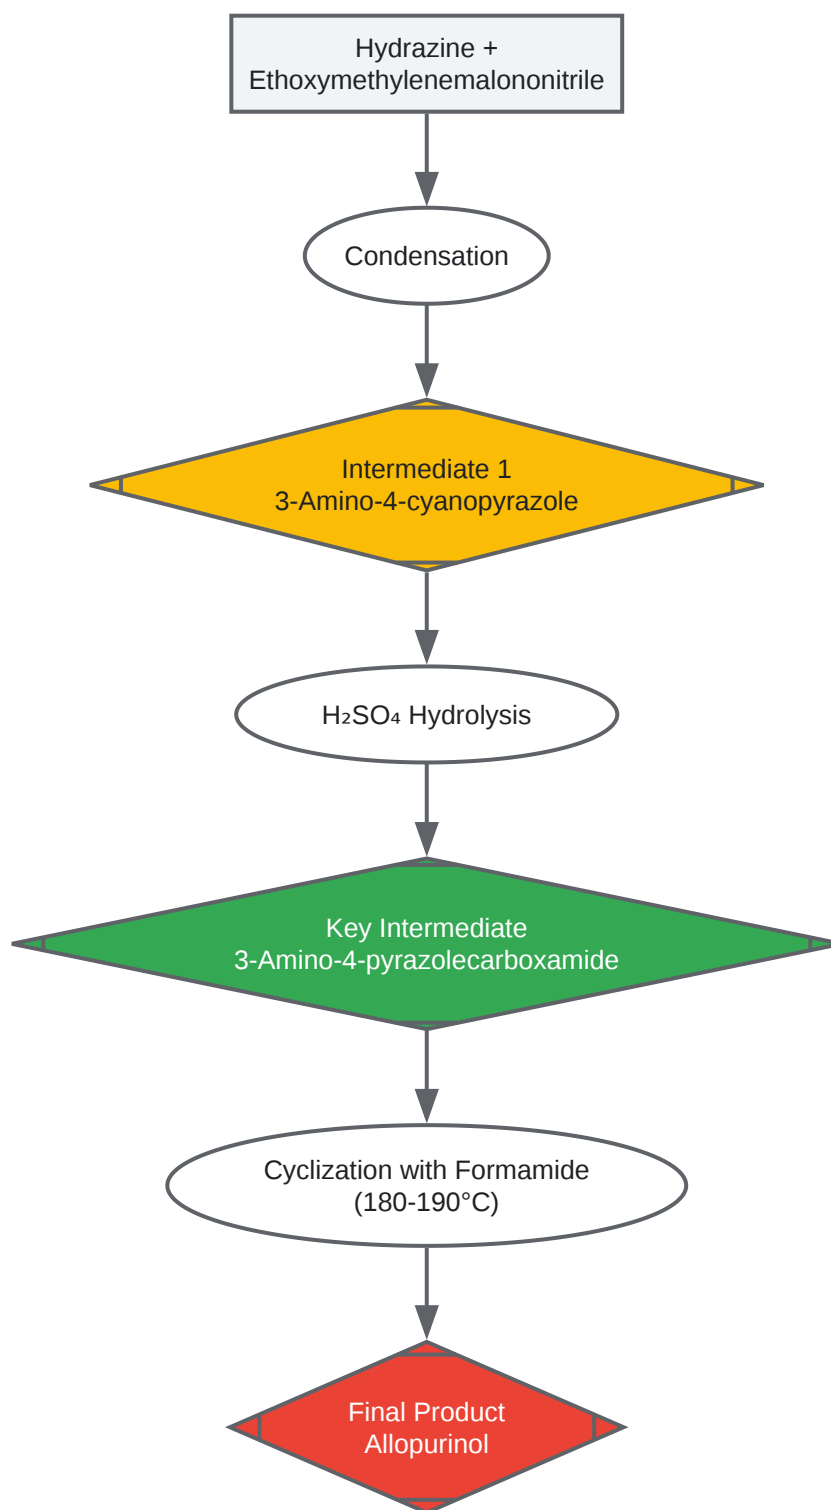 Hydrazine +
Ethoxymethylenemalononitrile
Condensation
Intermediate 1
3-Amino-4-cyanopyrazole
H₂SO₄ Hydrolysis
Key Intermediate
3-Amino-4-pyrazolecarboxamide
Cyclization with Formamide
(180-190°C)
Final Product
Allopurinol